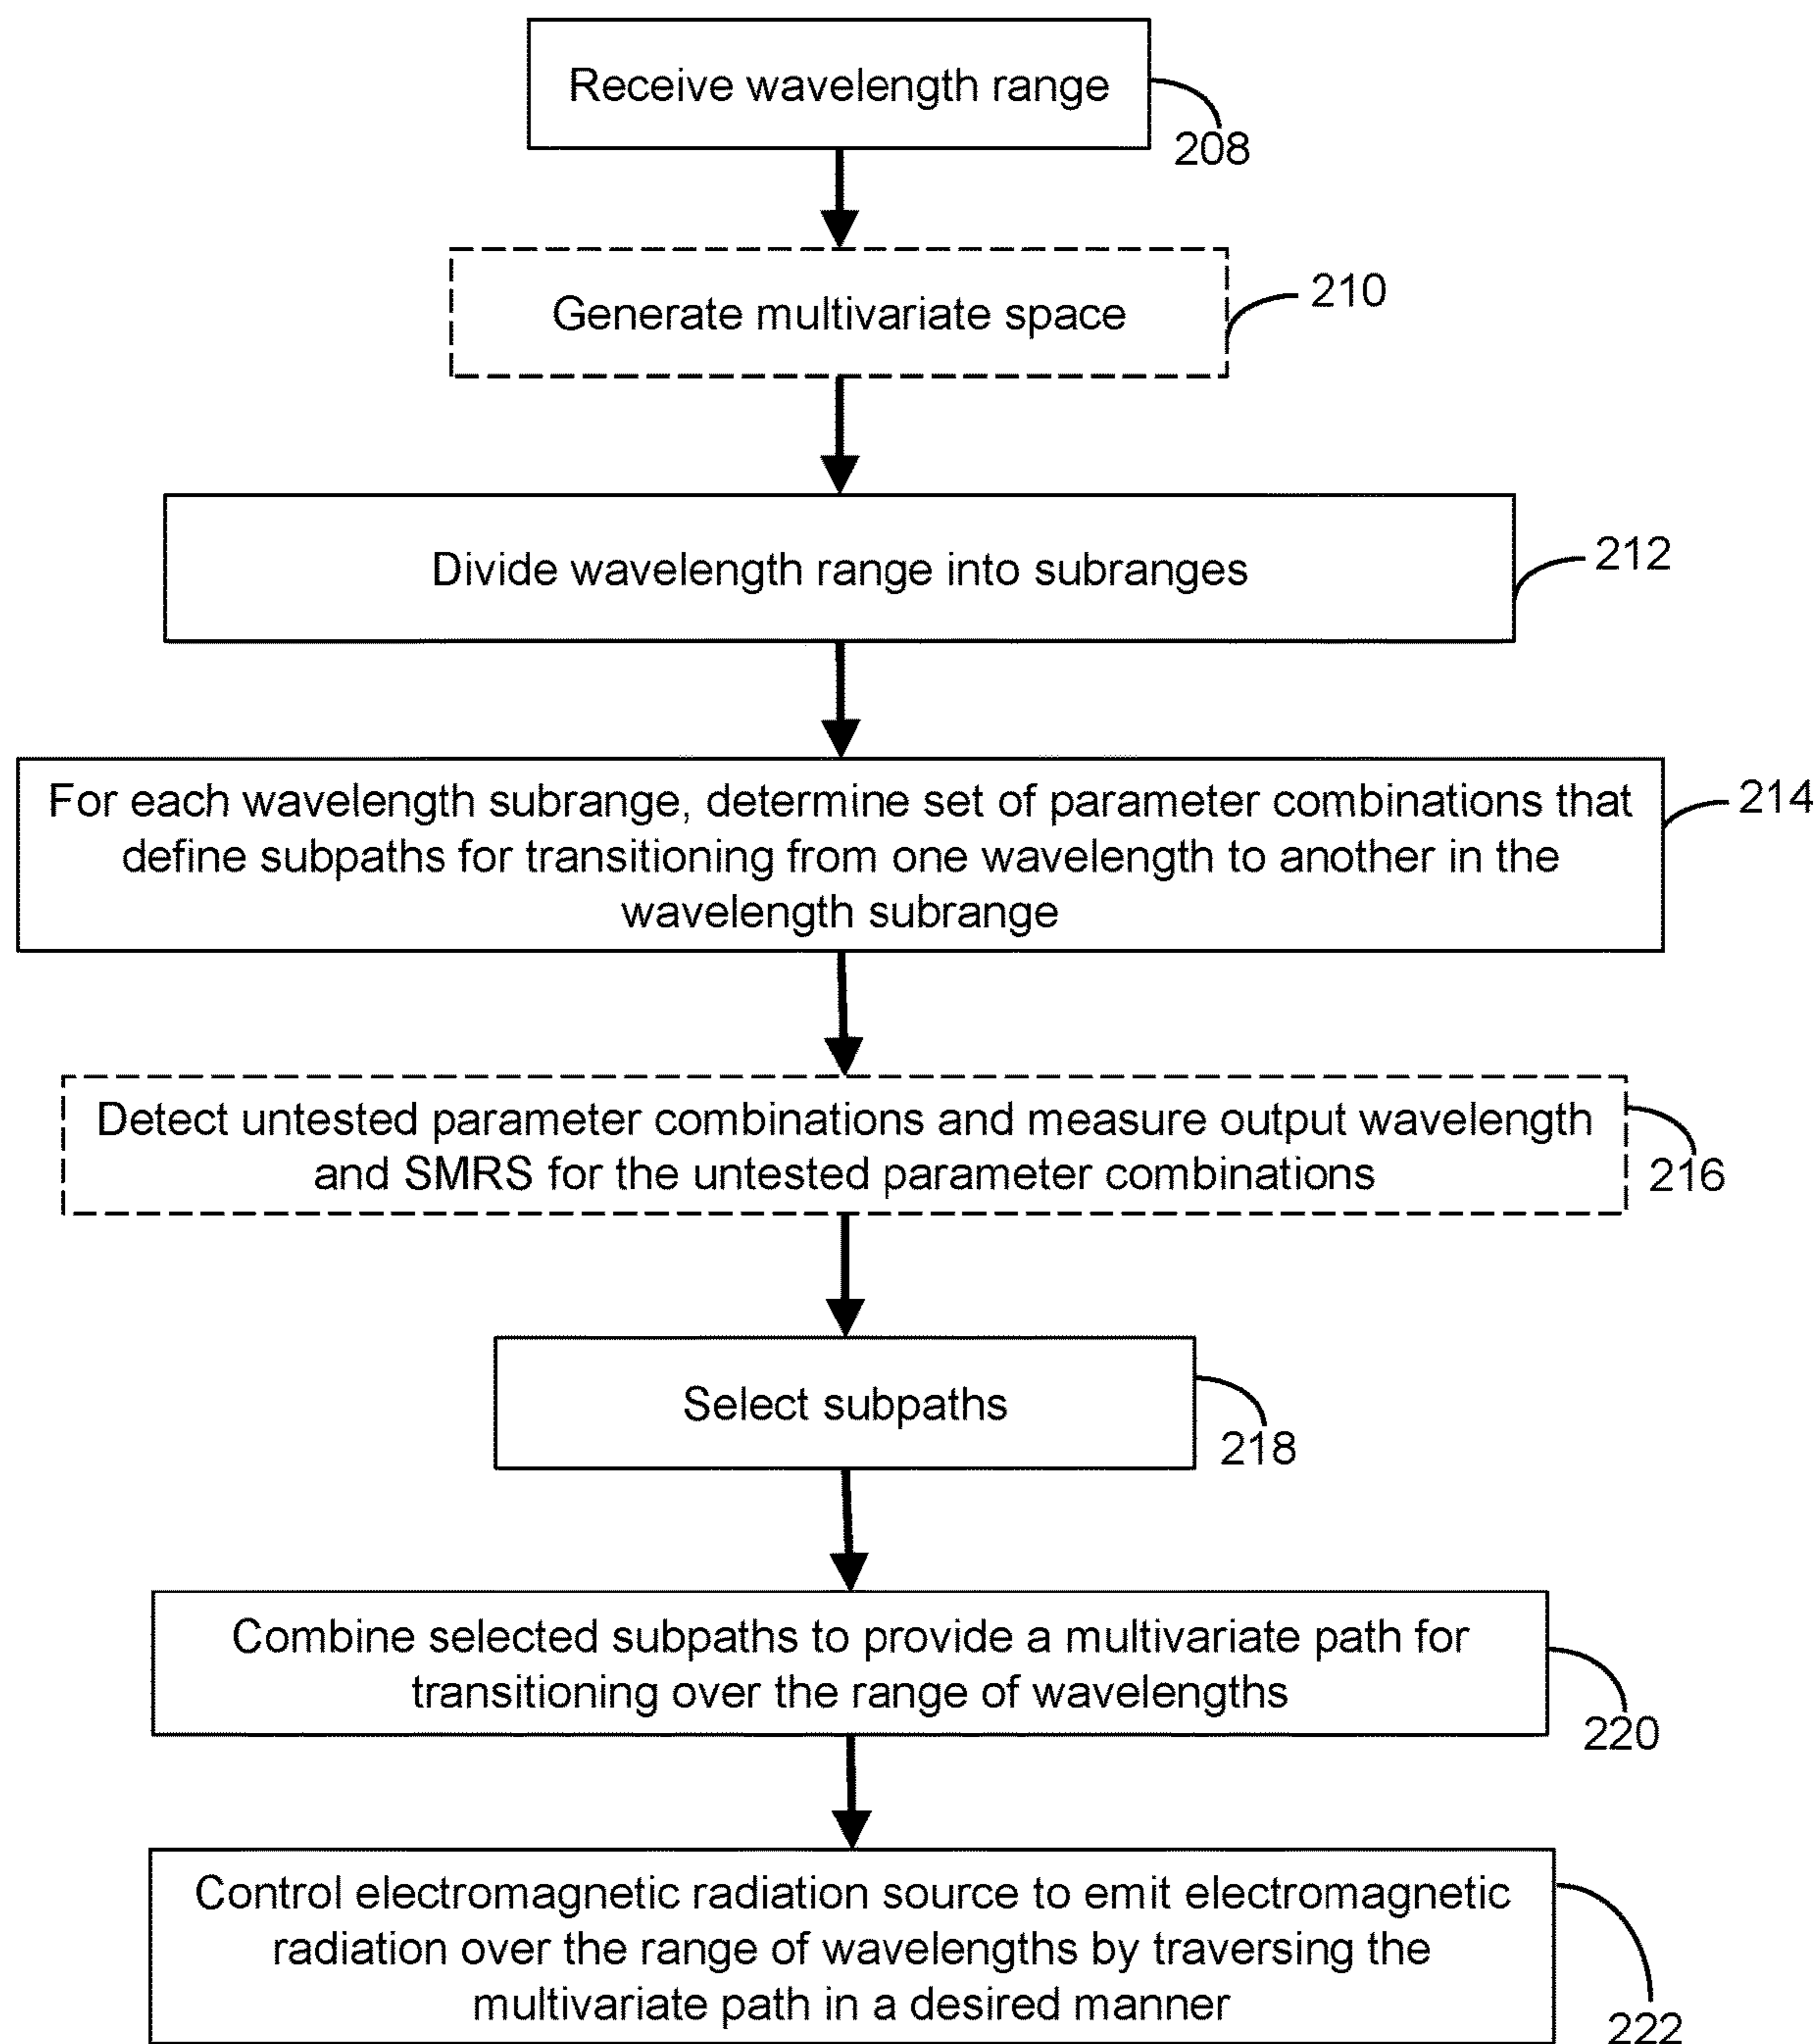 Receive wavelength range
208
Generate multivariate space
210
Divide wavelength range into subranges
212
For each wavelength subrange, determine set of parameter combinations that
define subpaths for transitioning from one wavelength to another in the
wavelength subrange
214
Detect untested parameter combinations and measure output wavelength
and SMRS for the untested parameter combinations
216
Select subpaths
218
Combine selected subpaths to provide a multivariate path for
transitioning over the range of wavelengths
220
Control electromagnetic radiation source to emit electromagnetic
radiation over the range of wavelengths by traversing the
multivariate path in a desired manner
222